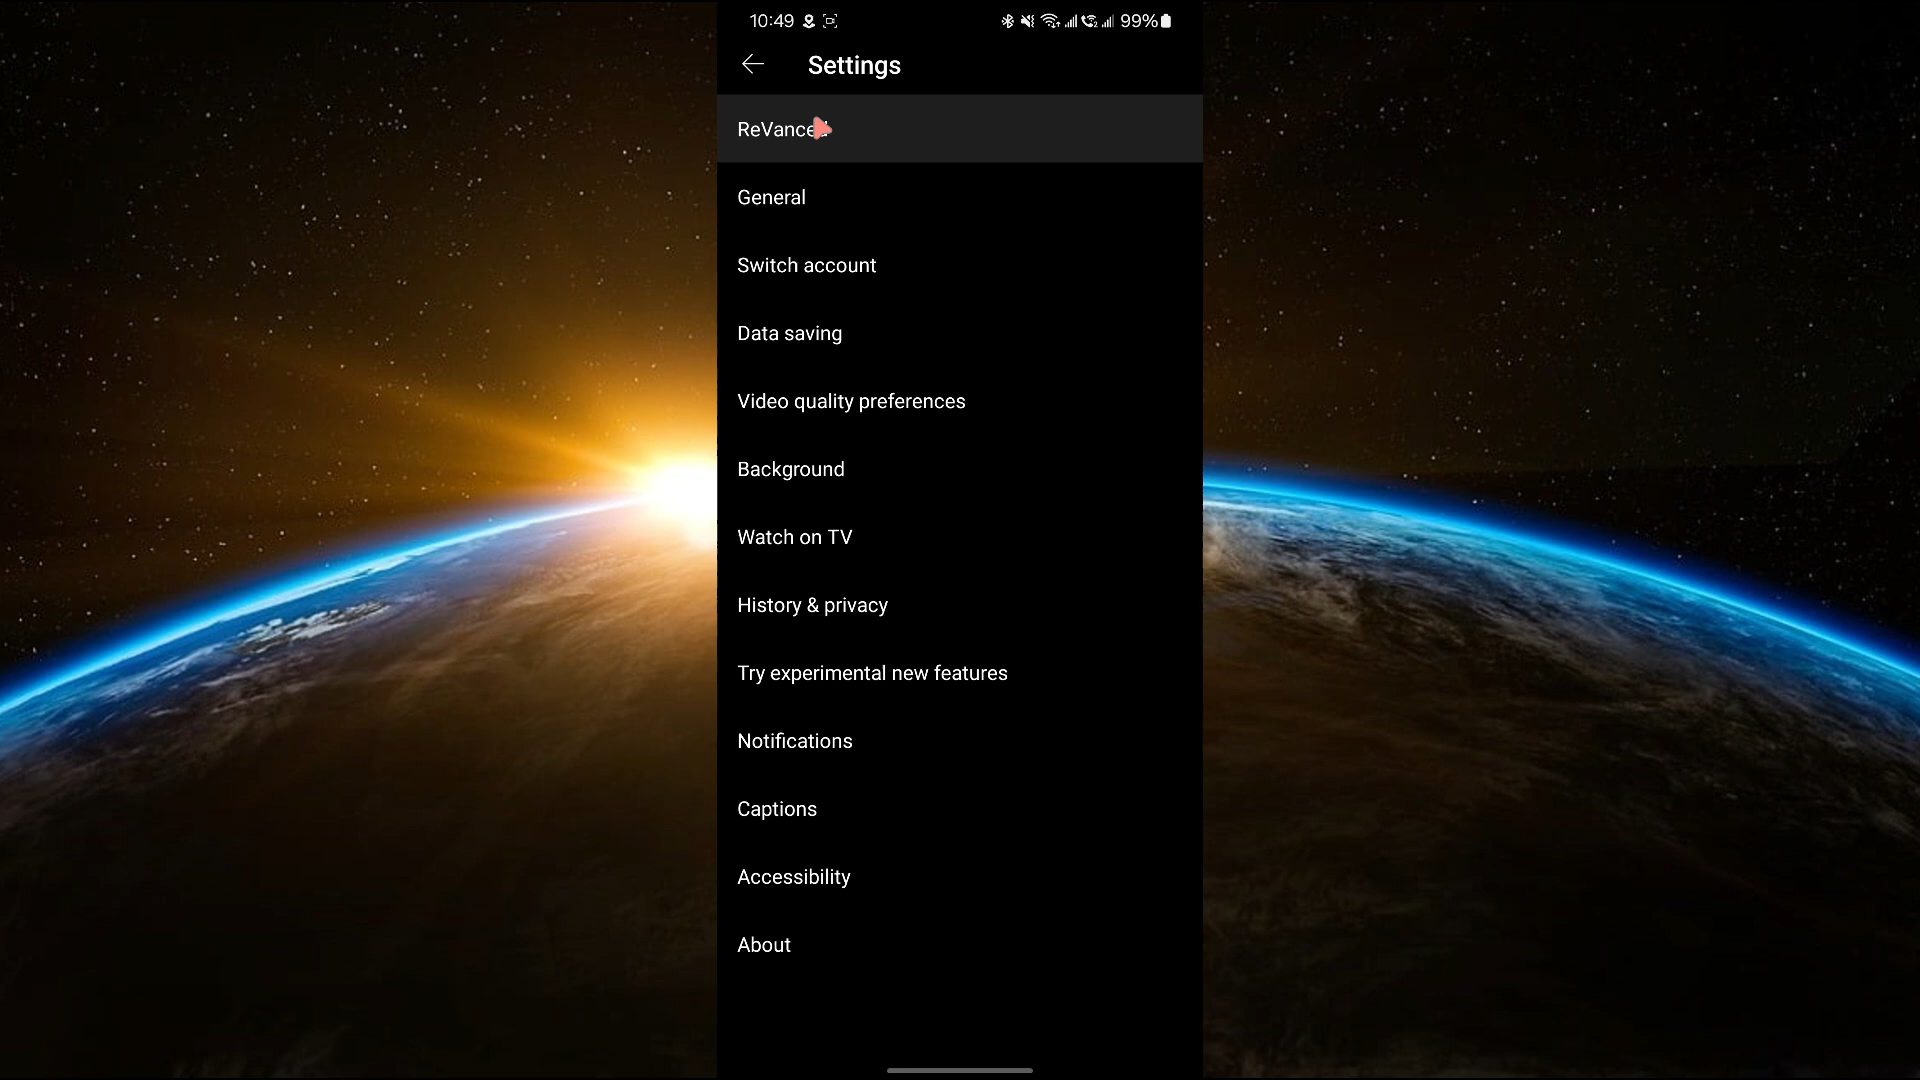 10:49 99%
Settings
ReVanced
General
Switch account
Data saving
Video quality preferences
Background
Watch on TV
History & privacy
Try experimental new features
Notifications
Captions
Accessibility
About